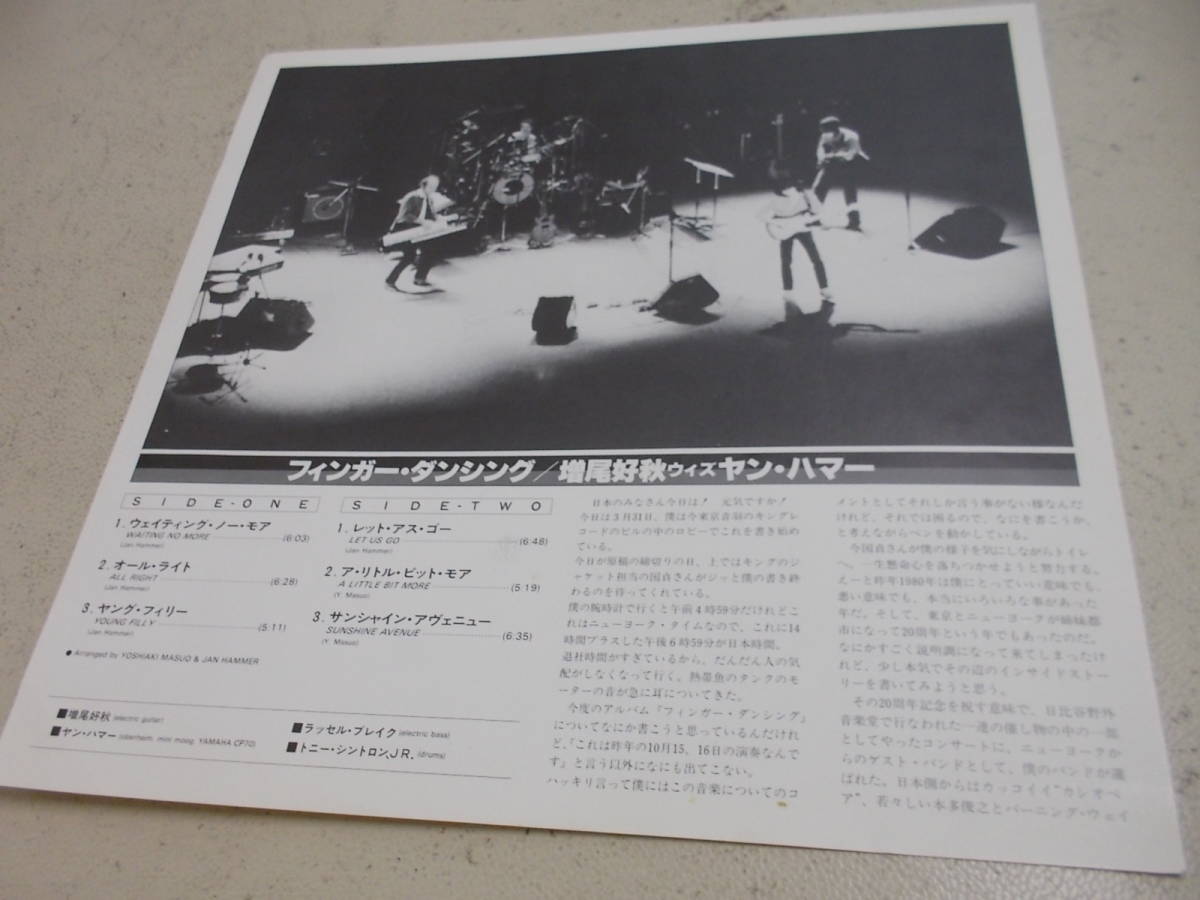 フィンガー・ダンシング／増尾好秋ウィズヤン・ハマー
SIDE-ONE
1. ウェイティング・ノー・モア
WAITING NO MORE (6:03)
(Jan Hammer)
2. オール・ライト
ALL RIGHT (6:28)
(Jan Hammer)
3. ヤング・フィリー
YOUNG FILLY (5:11)
(Jan Hammer)
● Arranged by YOSHIAKI MASUO & JAN HAMMER
SIDE-TWO
1. レット・アス・ゴー
LET US GO (6:48)
(Jan Hammer)
2. ア・リトル・ビット・モア
A LITTLE BIT MORE (5:19)
(Y. Masuo)
3. サンシャイン・アヴェニュー
SUNSHINE AVENUE (6:35)
(Y. Masuo)
■増尾好秋 (electric guitar)
■ヤン・ハマー (oberheim, mini moog, YAMAHA CP70)
■ラッセル・ブレイク (electric bass)
■トニー・シントロン,JR. (drums)
日本のみなさん今日は！ 元気ですか！
今日は3月31日、僕は今東京音羽のキングレ
コードのビルの中のロビーでこれを書き始め
ている。
今日が原稿の締切りの日、上ではキングのジ
ャケット担当の国貞さんがジッと僕の書き終
わるのを待ってくれている。
僕の腕時計で行くと午前4時59分だけれどこ
れはニューヨーク・タイムなので、これに14
時間プラスした午後6時59分が日本時間。
退社時間がすぎているから、だんだん人の気
配がしなくなって行く。熱帯魚のタンクのモ
ーターの音が急に耳についてきた。
今度のアルバム『フィンガー・ダンシング』
についてなにか書こうと思っているんだけれ
ど、『これは昨年の10月15、16日の演奏なんで
す』と言う以外になにも出てこない。
ハッキリ言って僕にはこの音楽についてのコ
メントとしてそれしか言う事がない様なんだ
けれど、それでは困るので、なにを書こうか、
と考えながらペンを動かしている。
今国貞さんが僕の様子を気にしながらトイレ
へ。一生懸命心を落ちつかせようと努力する。
えーと昨年1980年は僕にとっていい意味でも、
悪い意味でも、本当にいろいろな事があった
年だ。そして、東京とニューヨークが姉妹都
市になって20周年という年でもあったのだ。
なにかすごく説明調になって来てしまったけ
れど、少し本気でその辺のインサイドストー
リーを書いてみようと思う。
その20周年記念を祝す意味で、日比谷野外
音楽堂で行なわれた一連の催し物の中の一部
としてやったコンサートに、ニューヨークか
らのゲスト・バンドとして、僕のバンドが選
ばれた。日本側からはカッコイイ"カシオペ
ア"、若々しい本多俊之とバーニング・ウェイ